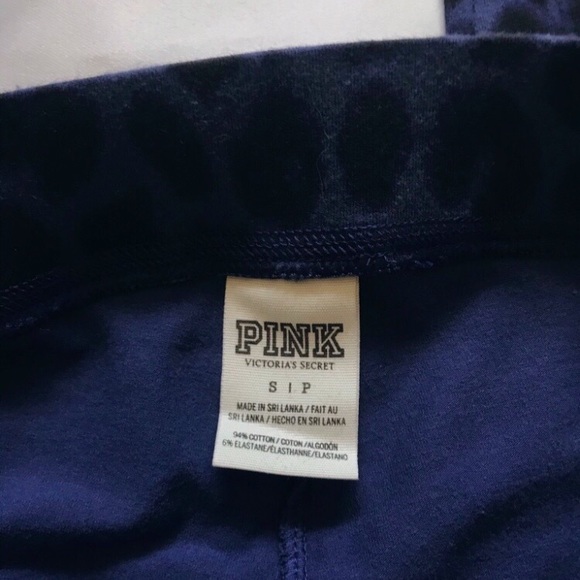 PINK
VICTORIA'S SECRET
S | P
MADE IN SRI LANKA / FAIT AU
SRI LANKA / HECHO EN SRI LANKA
94% COTTON / COTON /ALGODÓN
6% ELASTANE/ÉLASTHANNE/ELASTANO